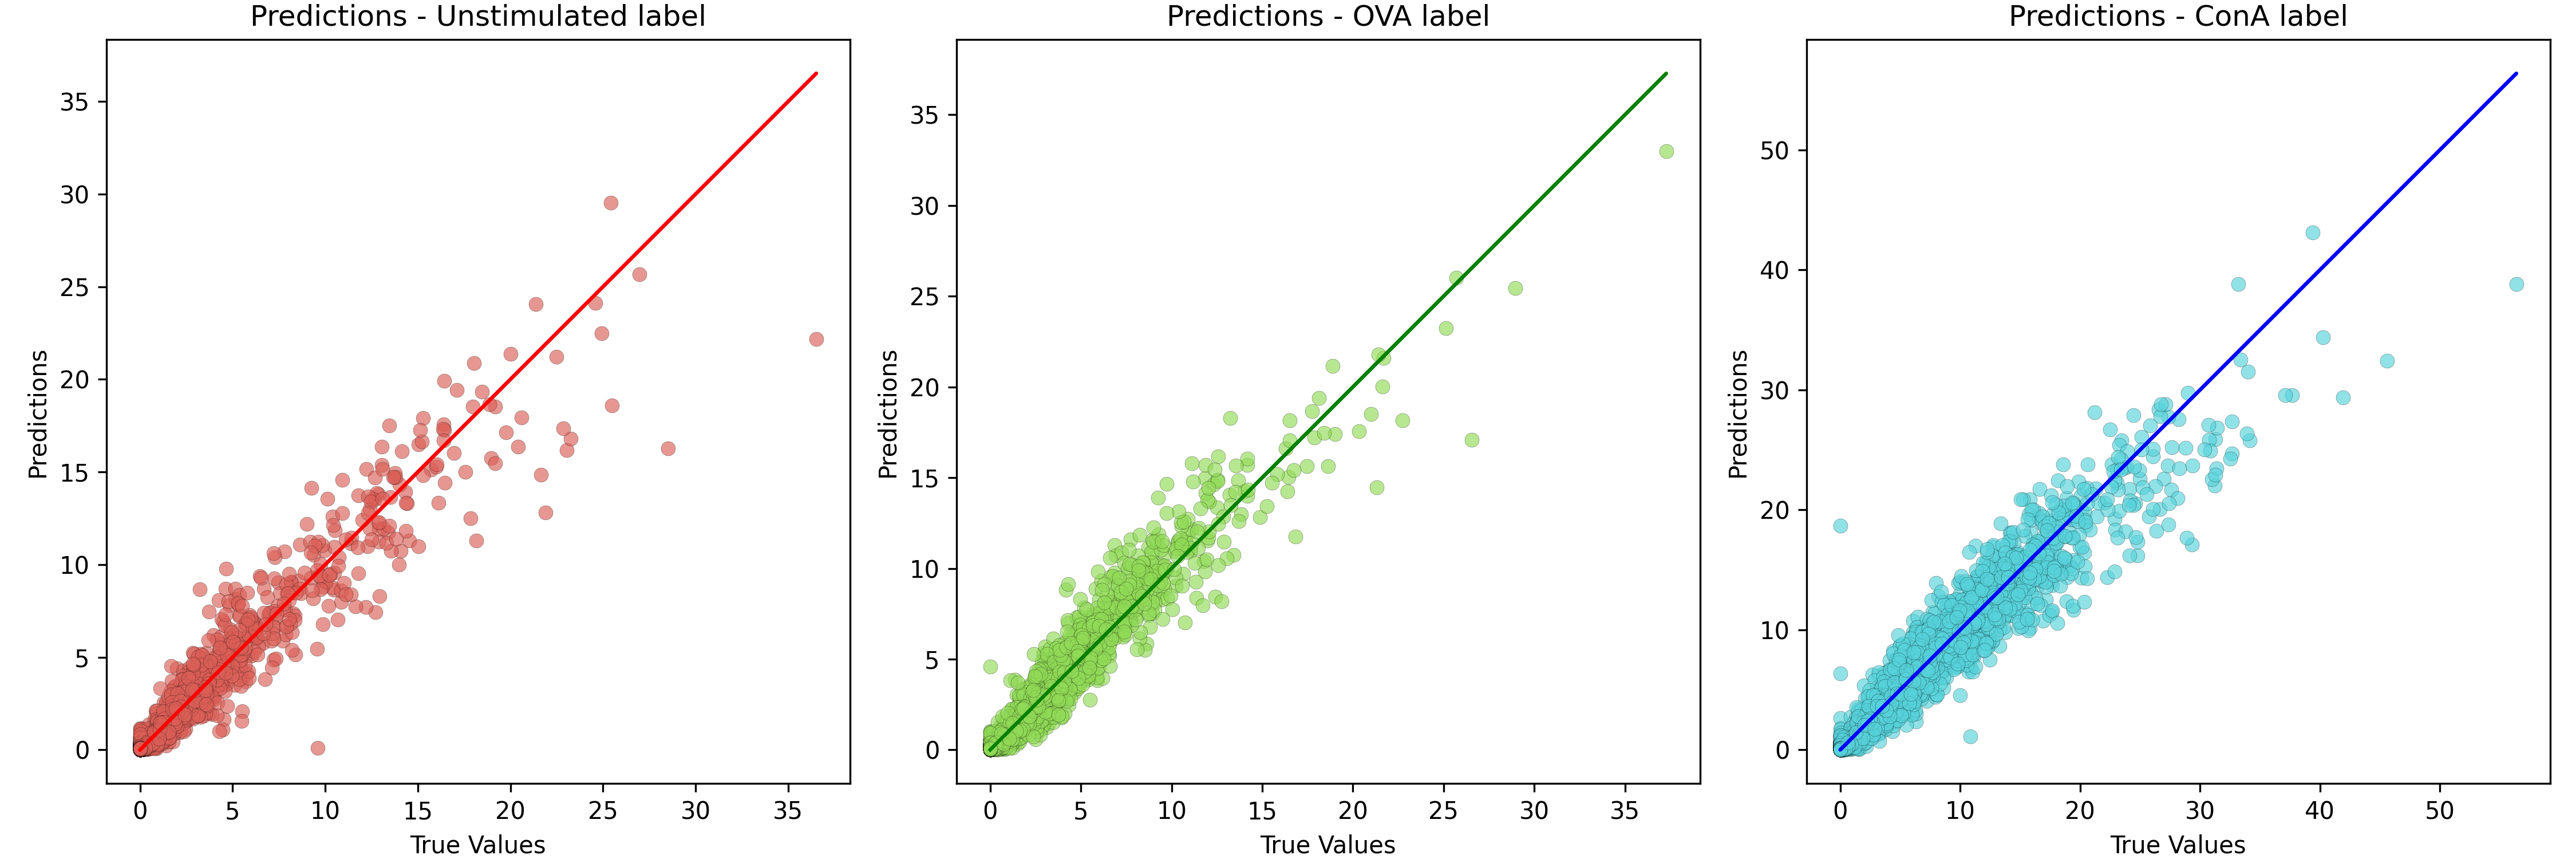 Predictions - Unstimulated label
Predictions
35
30
25
20
15
10
5
0
0 5 10 15 20 25 30 35
True Values
Predictions - OVA label
Predictions
35
30
25
20
15
10
5
0
0 5 10 15 20 25 30 35
True Values
Predictions - ConA label
Predictions
50
40
30
20
10
0
0 10 20 30 40 50
True Values